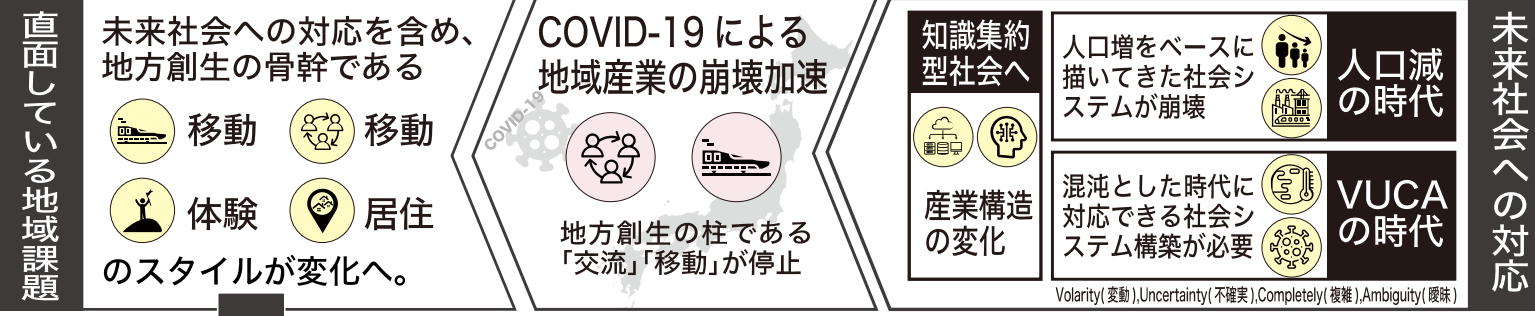 直面している地域課題
未来社会への対応を含め、
地方創生の骨幹である
移動
移動
体験
居住
のスタイルが変化へ。
COVID-19による
地域産業の崩壊加速
COVID-19
地方創生の柱である
「交流」「移動」が停止
知識集約
型社会へ
産業構造
の変化
人口増をベースに
描いてきた社会シ
ステムが崩壊
人口減
の時代
混沌とした時代に
対応できる社会シ
ステム構築が必要
VUCA
の時代
Volarity(変動),Uncertainty(不確実),Completely(複雑),Ambiguity(曖昧)
未来社会への対応